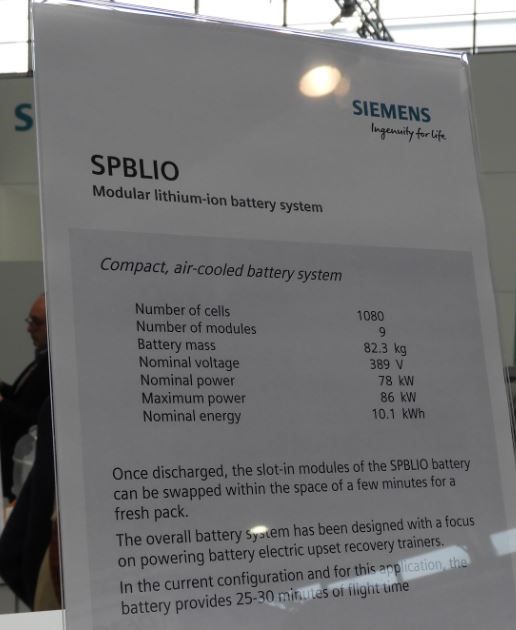 S
SIEMENS
Ingenuity for life
SPBLIO
Modular lithium-ion battery system
Compact, air-cooled battery system
Number of cells 1080
Number of modules 9
Battery mass 82.3 kg
Nominal voltage 389 V
Nominal power 78 kW
Maximum power 86 kW
Nominal energy 10.1 kWh
Once discharged, the slot-in modules of the SPBLIO battery
can be swapped within the space of a few minutes for a
fresh pack.
The overall battery system has been designed with a focus
on powering battery electric upset recovery trainers.
In the current configuration and for this application, the
battery provides 25-30 minutes of flight time